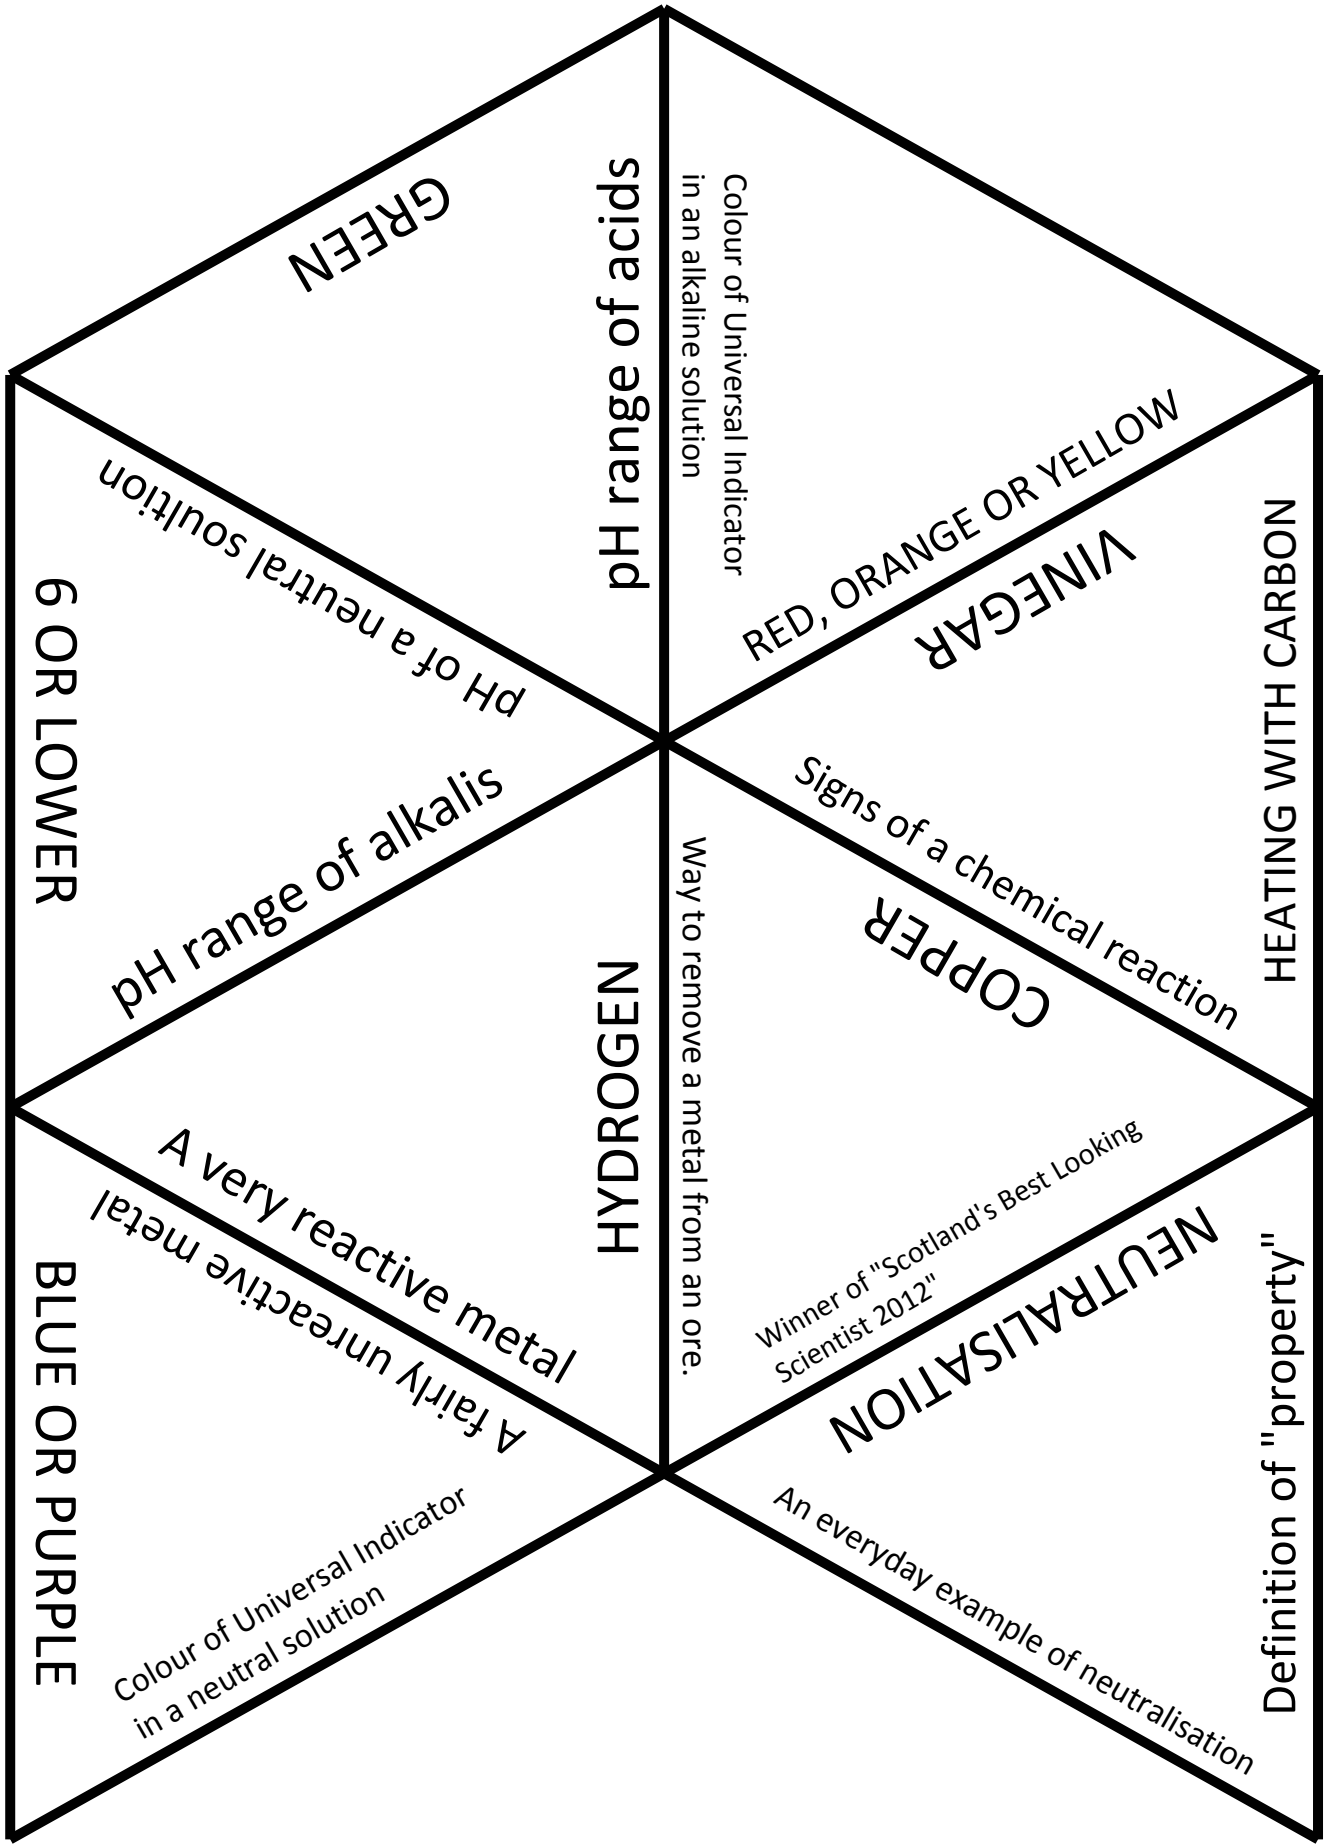 GREEN
pH range of acids
Colour of Universal Indicator
in an alkaline solution
RED, ORANGE OR YELLOW
pH of a neutral soultion
6 OR LOWER
pH range of alkalis
VINEGAR
HEATING WITH CARBON
Signs of a chemical reaction
HYDROGEN
A very reactive metal
Way to remove a metal from an ore.
COPPER
Winner of "Scotland's Best Looking
Scientist 2012"
A fairly unreactive metal
BLUE OR PURPLE
Colour of Universal Indicator
in a neutral solution
NEUTRALISATION
Definition of "property"
An everyday example of neutralisation